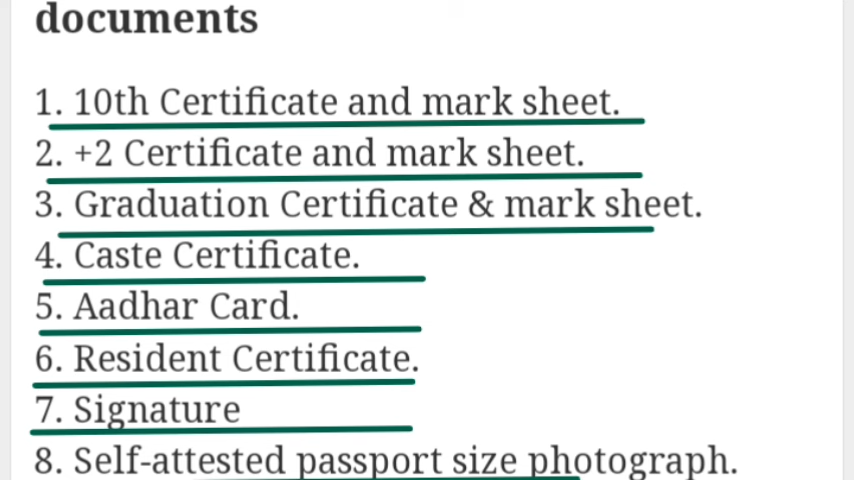 documents
1. 10th Certificate and mark sheet.
2. +2 Certificate and mark sheet.
3. Graduation Certificate & mark sheet.
4. Caste Certificate.
5. Aadhar Card.
6. Resident Certificate.
7. Signature
8. Self-attested passport size photograph.